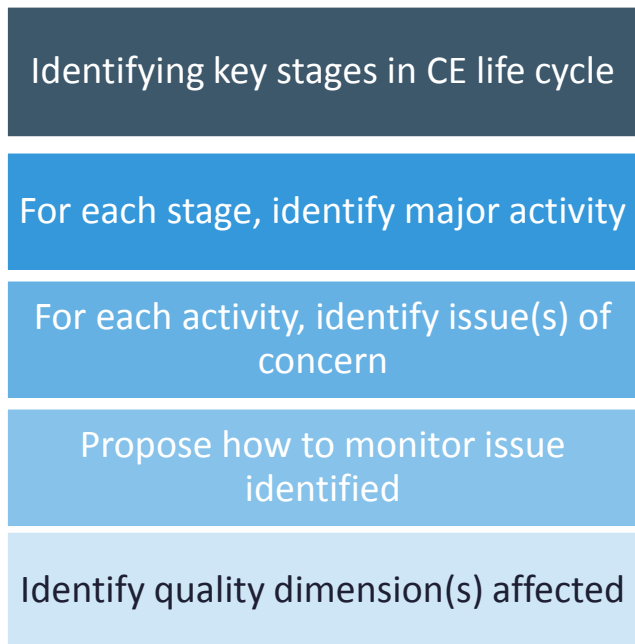 Identifying key stages in CE life cycle
For each stage, identify major activity
For each activity, identify issue(s) of
concern
Propose how to monitor issue
identified
Identify quality dimension(s) affected